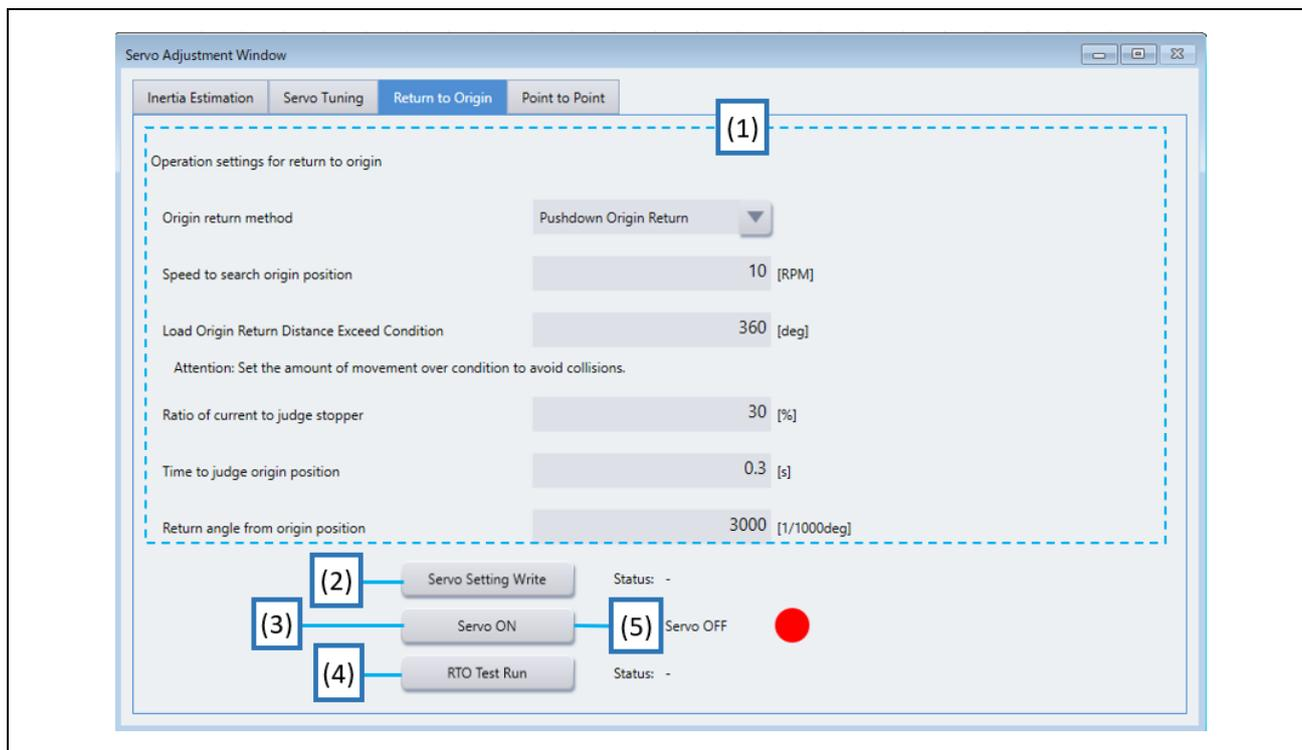 Servo Adjustment Window
Inertia Estimation Servo Tuning Return to Origin Point to Point
(1)
Operation settings for return to origin
Origin return method Pushdown Origin Return
Speed to search origin position 10 [RPM]
Load Origin Return Distance Exceed Condition 360 [deg]
Attention: Set the amount of movement over condition to avoid collisions.
Ratio of current to judge stopper 30 [%]
Time to judge origin position 0.3 [s]
Return angle from origin position 3000 [1/1000deg]
(2) Servo Setting Write Status: -
(3) Servo ON (5) Servo OFF
(4) RTO Test Run Status: -